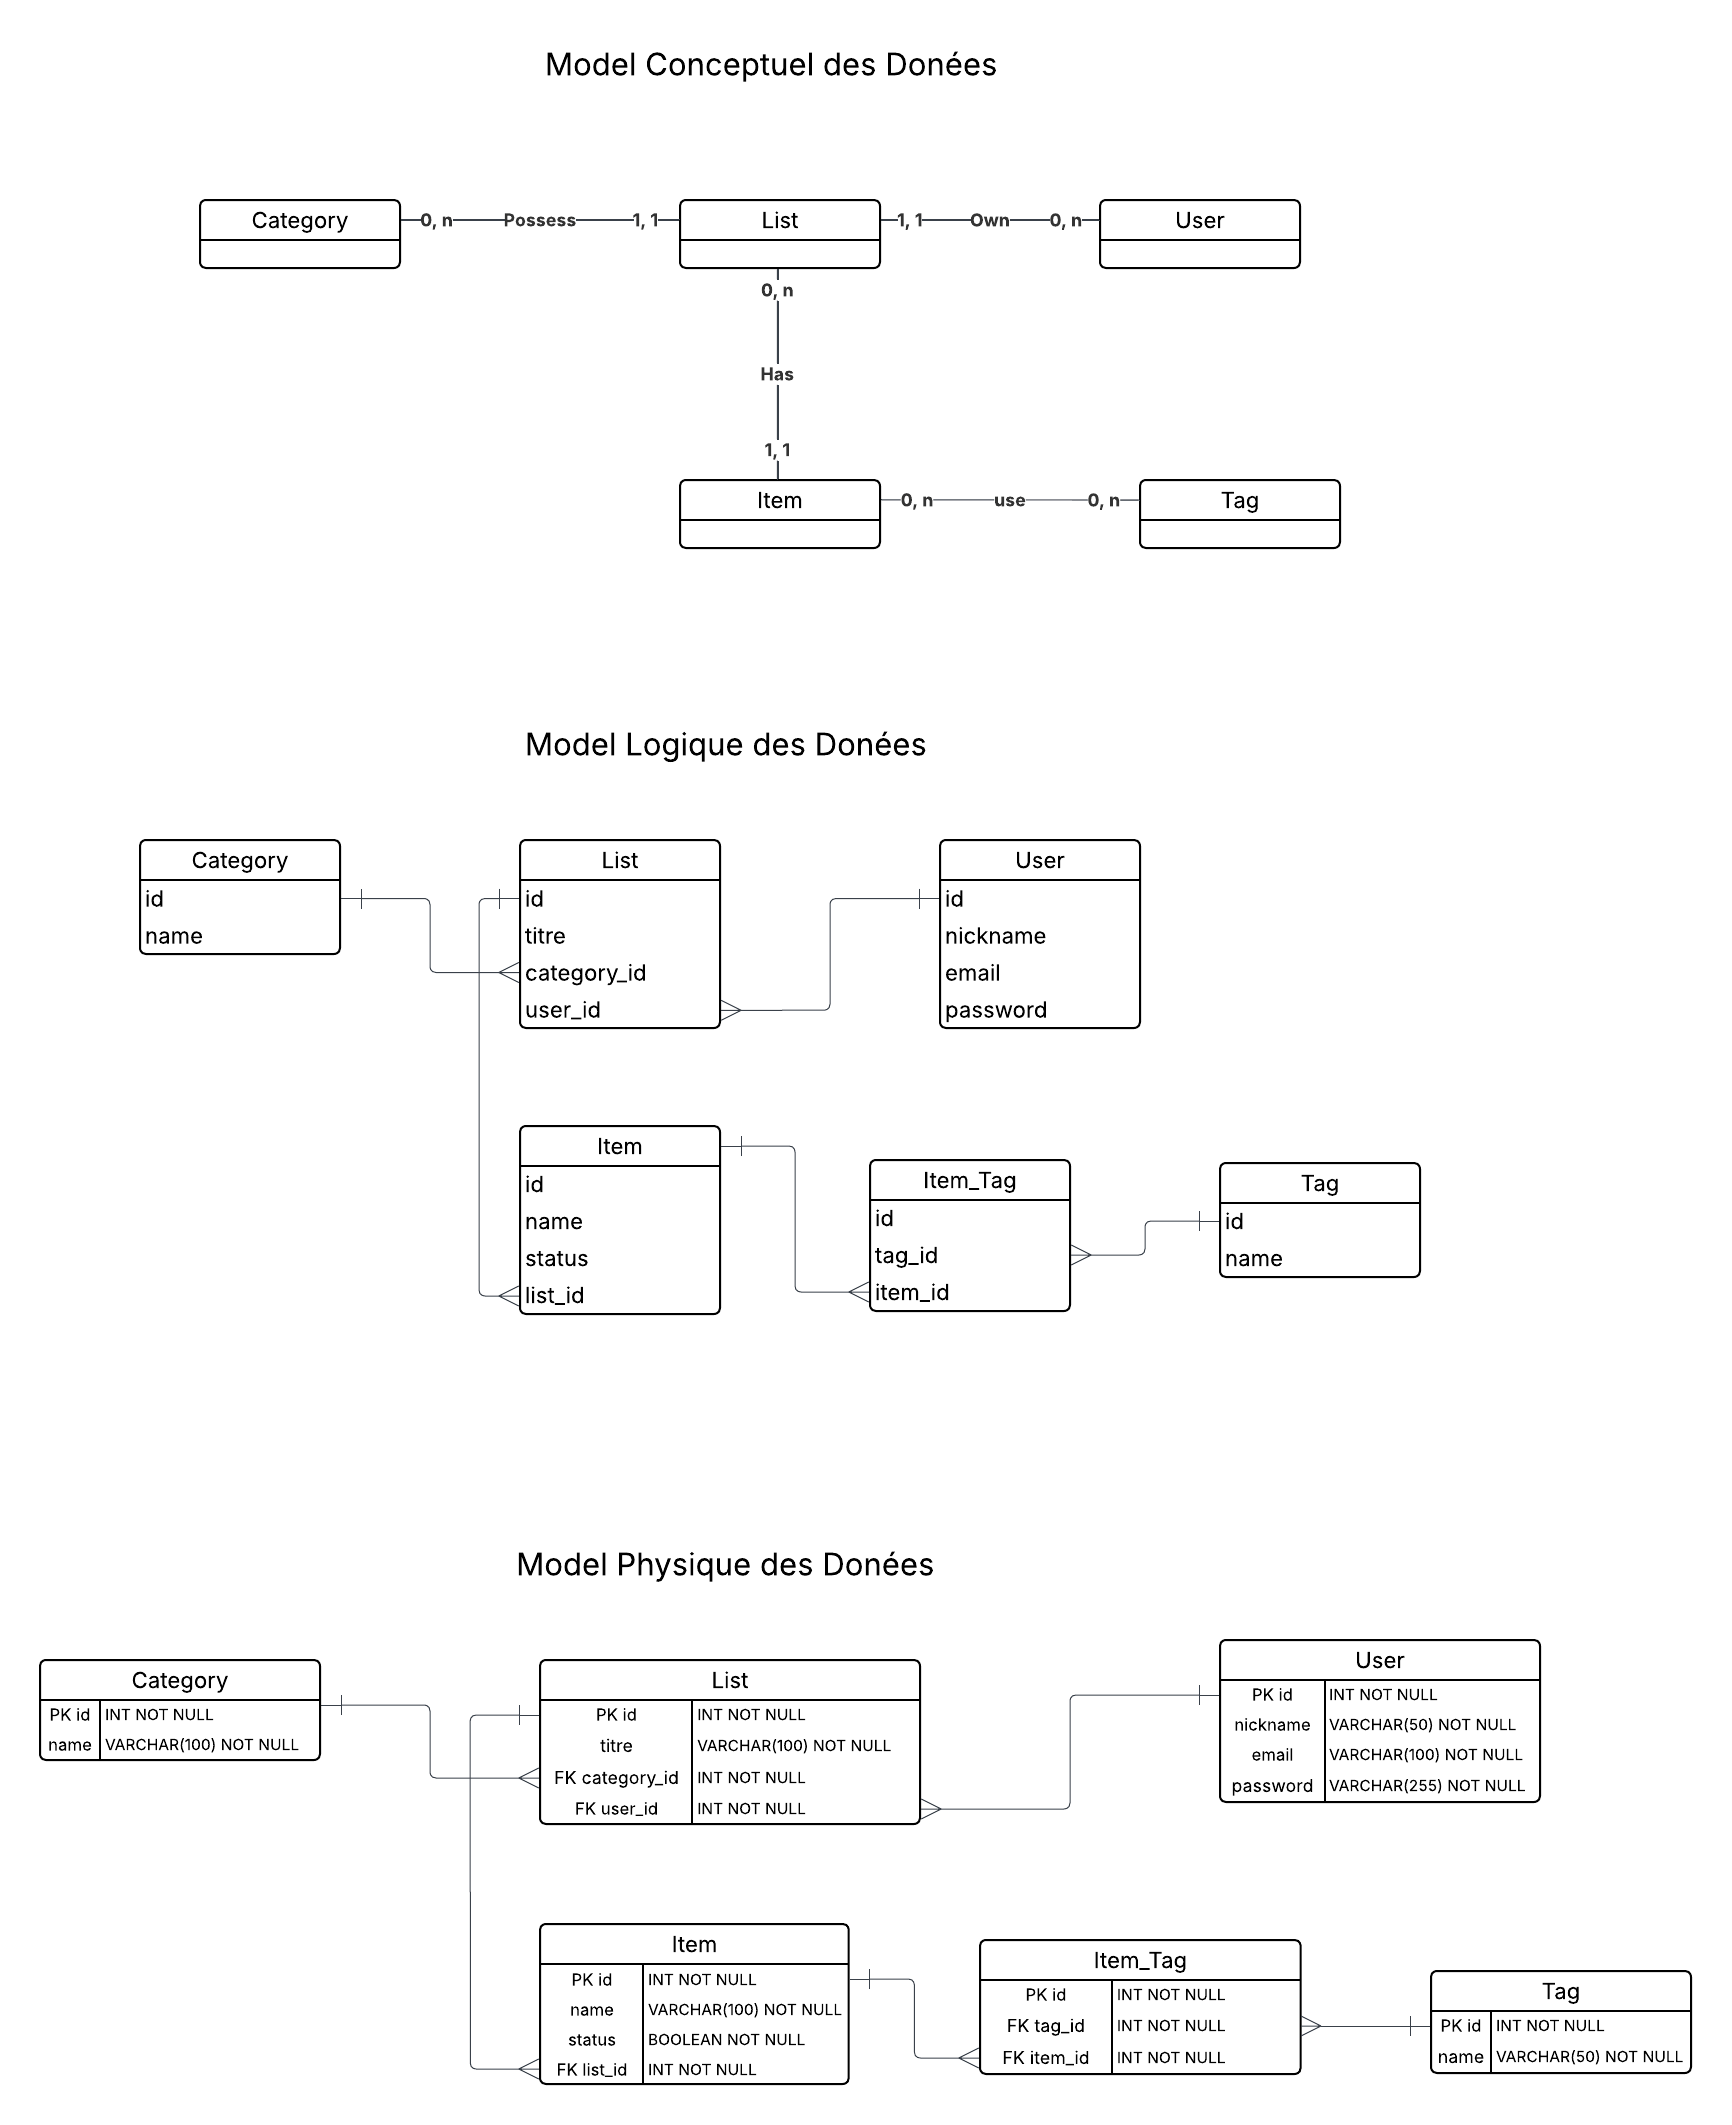 Model Conceptuel des Donées
Category
0, n
Possess
1, 1
List
1, 1
Own
0, n
User
0, n
Has
1, 1
Item
0, n
use
0, n
Tag
Model Logique des Donées
Category
id
name
List
id
titre
category_id
user_id
User
id
nickname
email
password
Item
id
name
status
list_id
Item_Tag
id
tag_id
item_id
Tag
id
name
Model Physique des Donées
Category
PK id INT NOT NULL
name VARCHAR(100) NOT NULL
List
PK id INT NOT NULL
titre VARCHAR(100) NOT NULL
FK category_id INT NOT NULL
FK user_id INT NOT NULL
User
PK id INT NOT NULL
nickname VARCHAR(50) NOT NULL
email VARCHAR(100) NOT NULL
password VARCHAR(255) NOT NULL
Item
PK id INT NOT NULL
name VARCHAR(100) NOT NULL
status BOOLEAN NOT NULL
FK list_id INT NOT NULL
Item_Tag
PK id INT NOT NULL
FK tag_id INT NOT NULL
FK item_id INT NOT NULL
Tag
PK id INT NOT NULL
name VARCHAR(50) NOT NULL